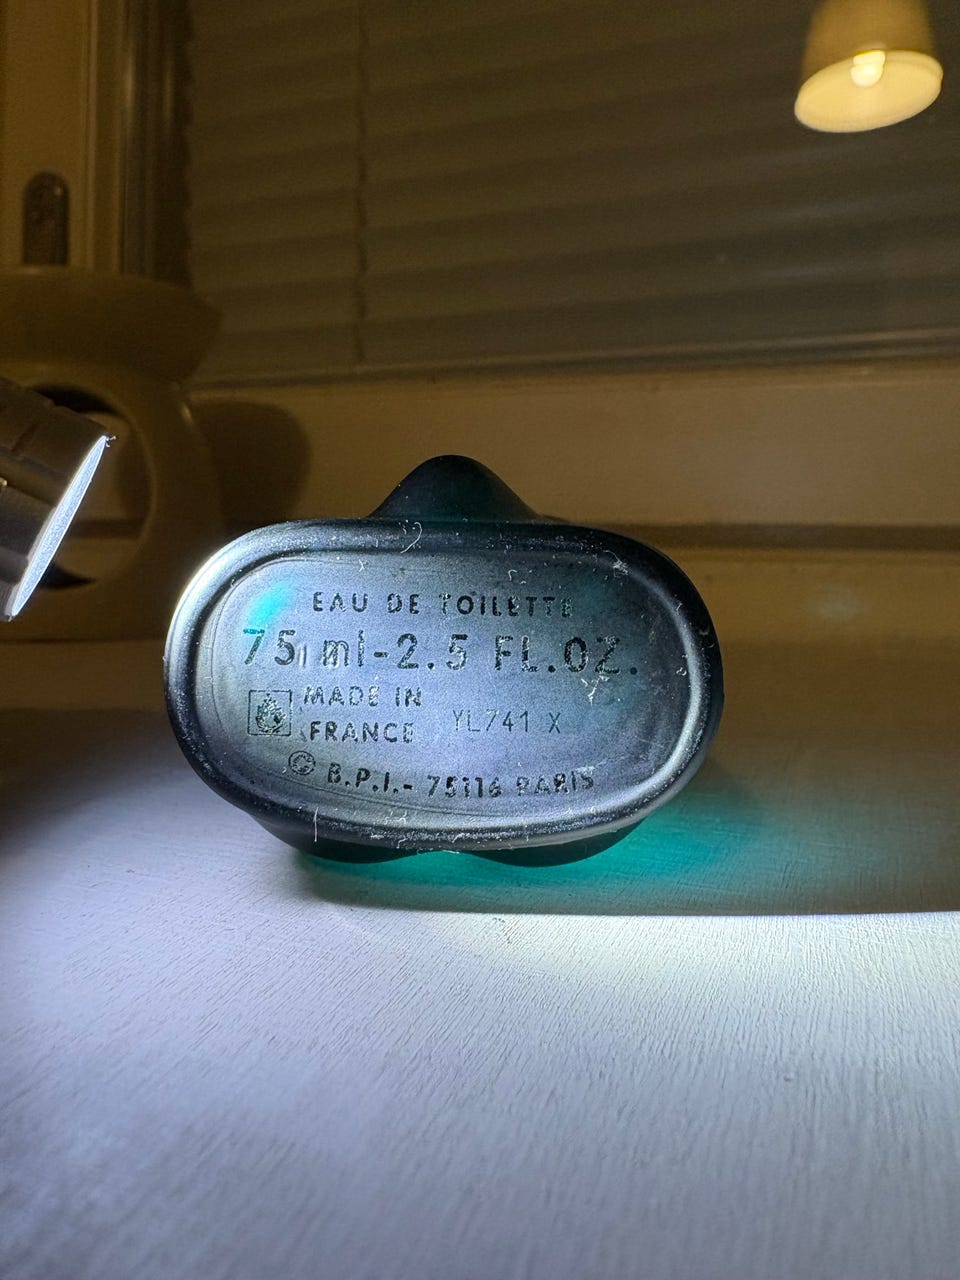 EAU DE TOILETTE
75 ml-2.5 FL.OZ.
MADE IN
FRANCE
YL741 X
© B.P.I.- 75116 PARIS